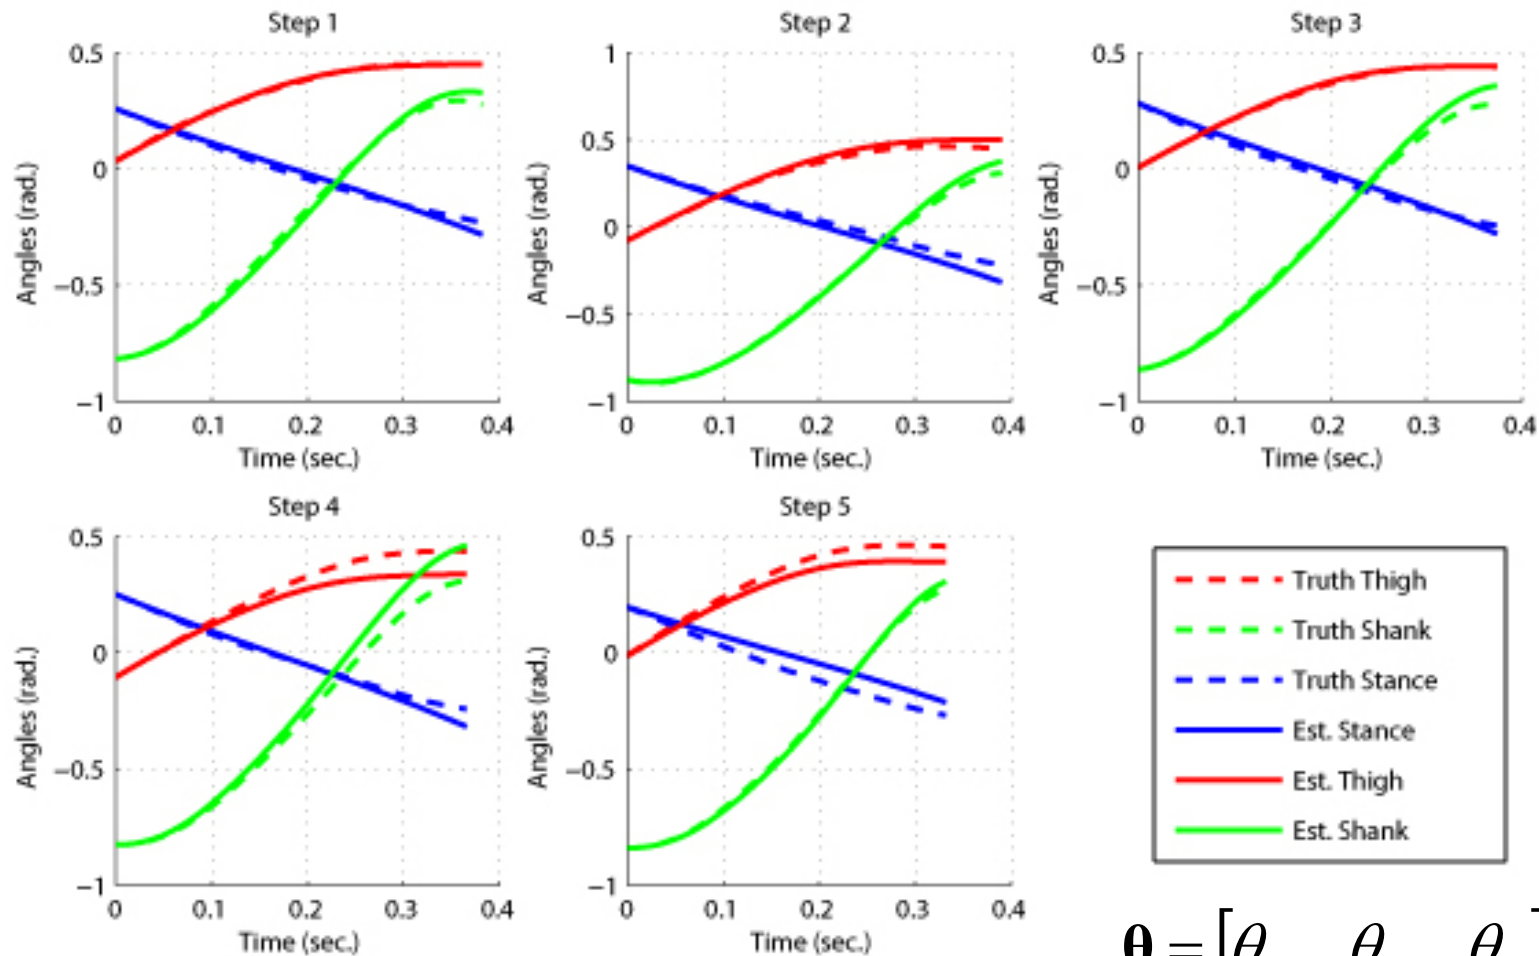 Step 1
0.5
0
−0.5
−1
Angles (rad.)
0
0.1
0.2
0.3
0.4
Time (sec.)
Step 2
1
0.5
0
−0.5
−1
Angles (rad.)
0
0.1
0.2
0.3
0.4
Time (sec.)
Step 3
0.5
0
−0.5
−1
Angles (rad.)
0
0.1
0.2
0.3
0.4
Time (sec.)
Step 4
0.5
0
−0.5
−1
Angles (rad.)
0
0.1
0.2
0.3
0.4
Time (sec.)
Step 5
0.5
0
−0.5
−1
Angles (rad.)
0
0.1
0.2
0.3
0.4
Time (sec.)
Truth Thigh
Truth Shank
Truth Stance
Est. Stance
Est. Thigh
Est. Shank
θ = [θ θ θ